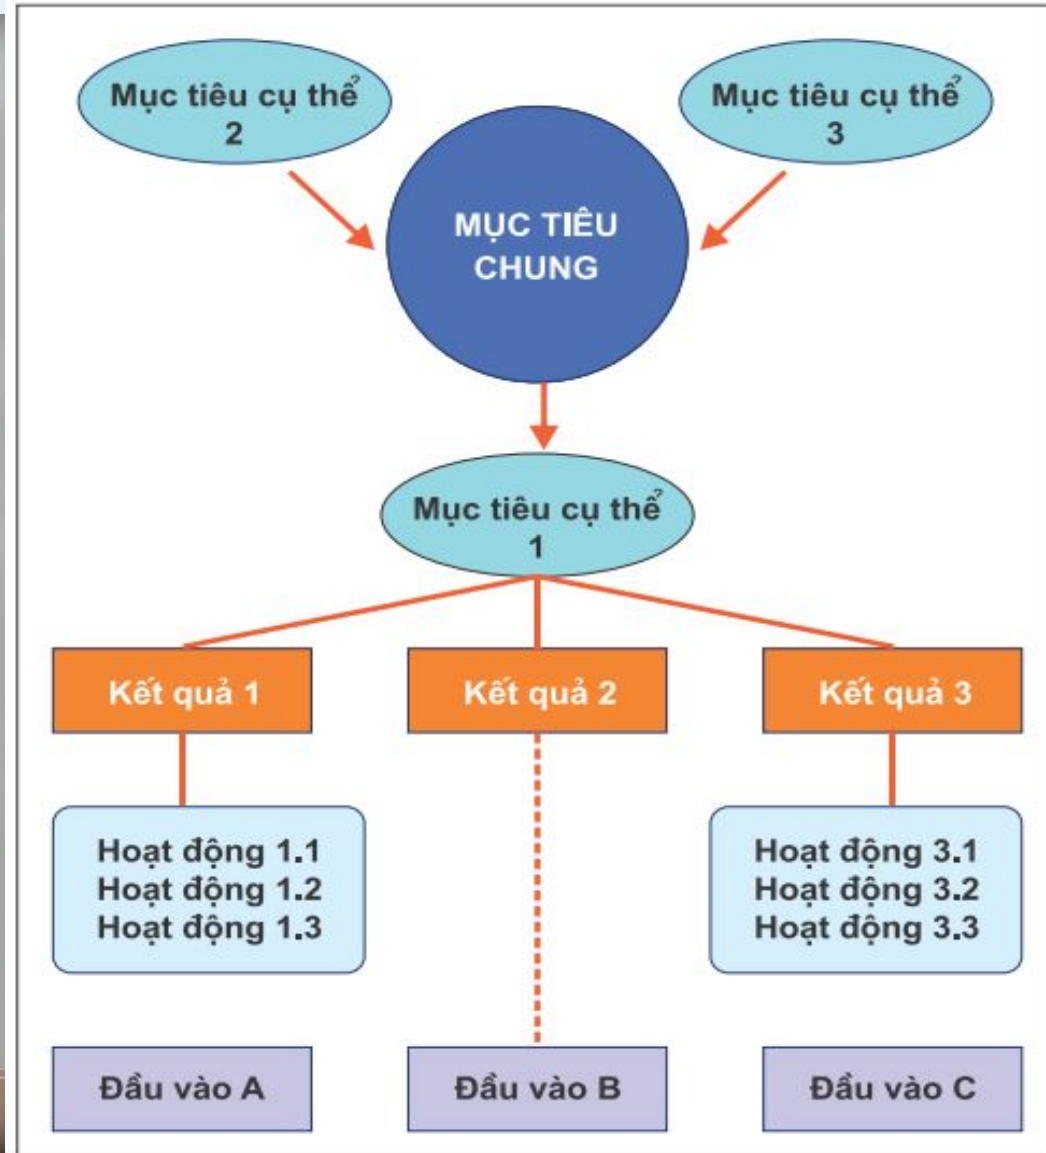 Mục tiêu cụ thể
2
Mục tiêu cụ thể
3
MỤC TIÊU
CHUNG
Mục tiêu cụ thể
1
Kết quả 1
Kết quả 2
Kết quả 3
Hoạt động 1.1
Hoạt động 1.2
Hoạt động 1.3
Hoạt động 3.1
Hoạt động 3.2
Hoạt động 3.3
Đầu vào A
Đầu vào B
Đầu vào C